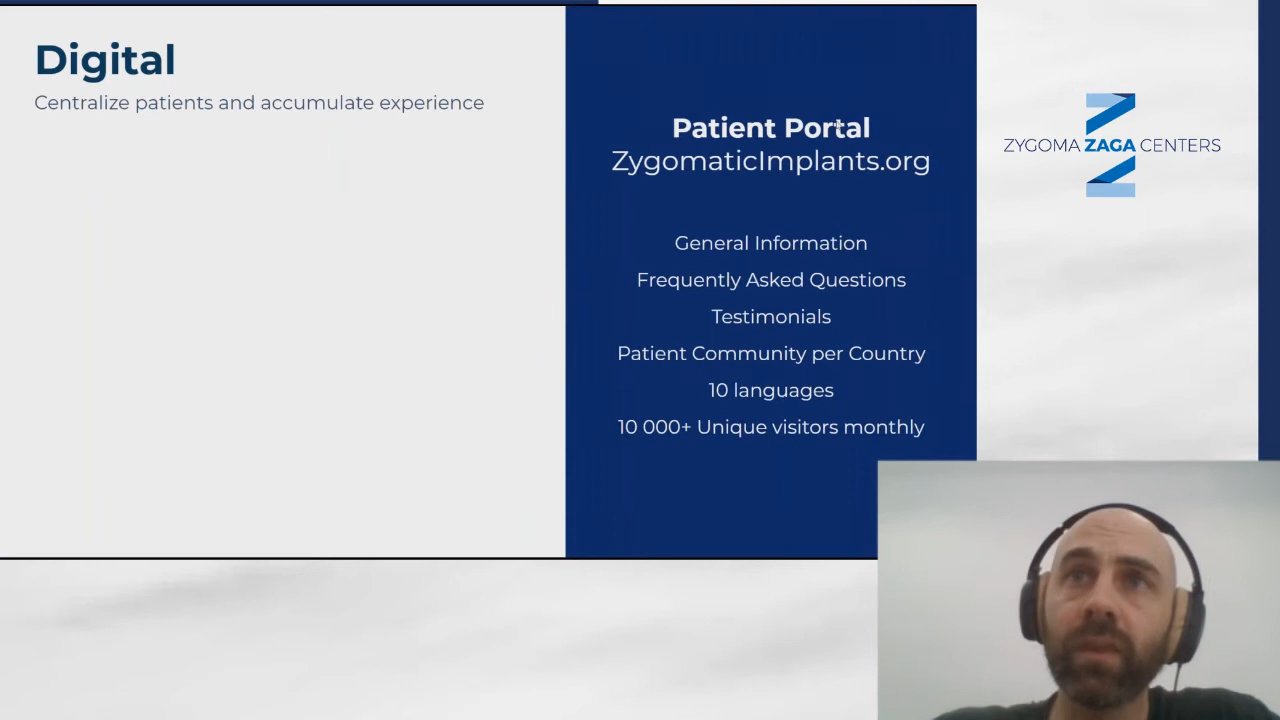 Digital
Centralize patients and accumulate experience
Patient Portal
ZygomaticImplants.org
General Information
Frequently Asked Questions
Testimonials
Patient Community per Country
10 languages
10 000+ Unique visitors monthly
ZYGOMA ZAGA CENTERS